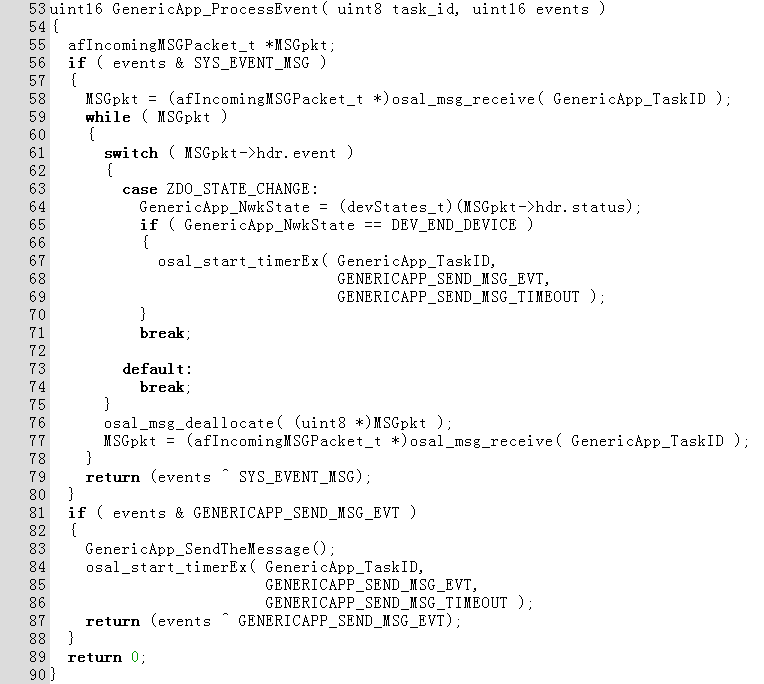 53 uint16 GenericApp_ProcessEvent( uint8 task_id, uint16 events )
54 {
55   afIncomingMSGPacket_t *MSGpkt;
56   if ( events & SYS_EVENT_MSG )
57   {
58     MSGpkt = (afIncomingMSGPacket_t *)osal_msg_receive( GenericApp_TaskID );
59     while ( MSGpkt )
60     {
61       switch ( MSGpkt->hdr.event )
62       {
63         case ZDO_STATE_CHANGE:
64           GenericApp_NwkState = (devStates_t)(MSGpkt->hdr.status);
65           if ( GenericApp_NwkState == DEV_END_DEVICE )
66           {
67             osal_start_timerEx( GenericApp_TaskID,
68                                 GENERICAPP_SEND_MSG_EVT,
69                                 GENERICAPP_SEND_MSG_TIMEOUT );
70           }
71           break;
72
73         default:
74           break;
75       }
76       osal_msg_deallocate( (uint8 *)MSGpkt );
77       MSGpkt = (afIncomingMSGPacket_t *)osal_msg_receive( GenericApp_TaskID );
78     }
79     return (events ^ SYS_EVENT_MSG);
80   }
81   if ( events & GENERICAPP_SEND_MSG_EVT )
82   {
83     GenericApp_SendTheMessage();
84     osal_start_timerEx( GenericApp_TaskID,
85                         GENERICAPP_SEND_MSG_EVT,
86                         GENERICAPP_SEND_MSG_TIMEOUT );
87     return (events ^ GENERICAPP_SEND_MSG_EVT);
88   }
89   return 0;
90 }